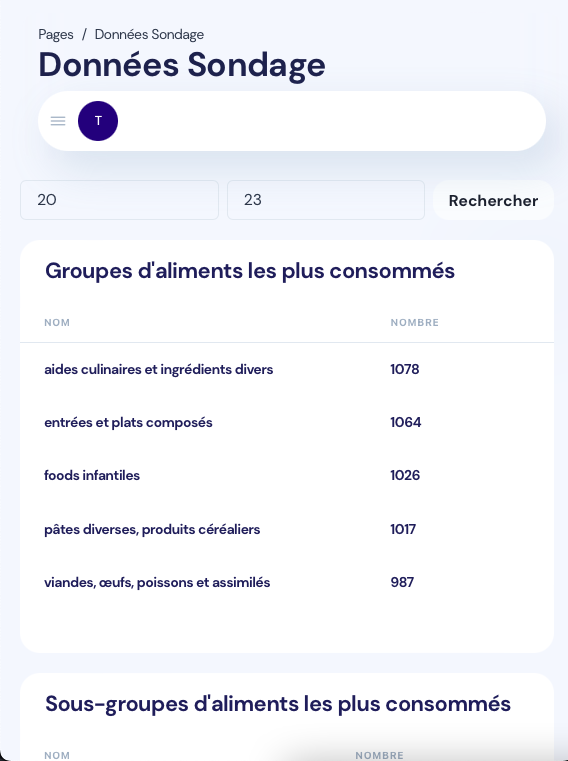 Pages / Données Sondage
Données Sondage
T
20
23
Rechercher
Groupes d'aliments les plus consommés
NOM NOMBRE
aides culinaires et ingrédients divers 1078
entrées et plats composés 1064
foods infantiles 1026
pâtes diverses, produits céréaliers 1017
viandes, œufs, poissons et assimilés 987
Sous-groupes d'aliments les plus consommés
NOM NOMBRE